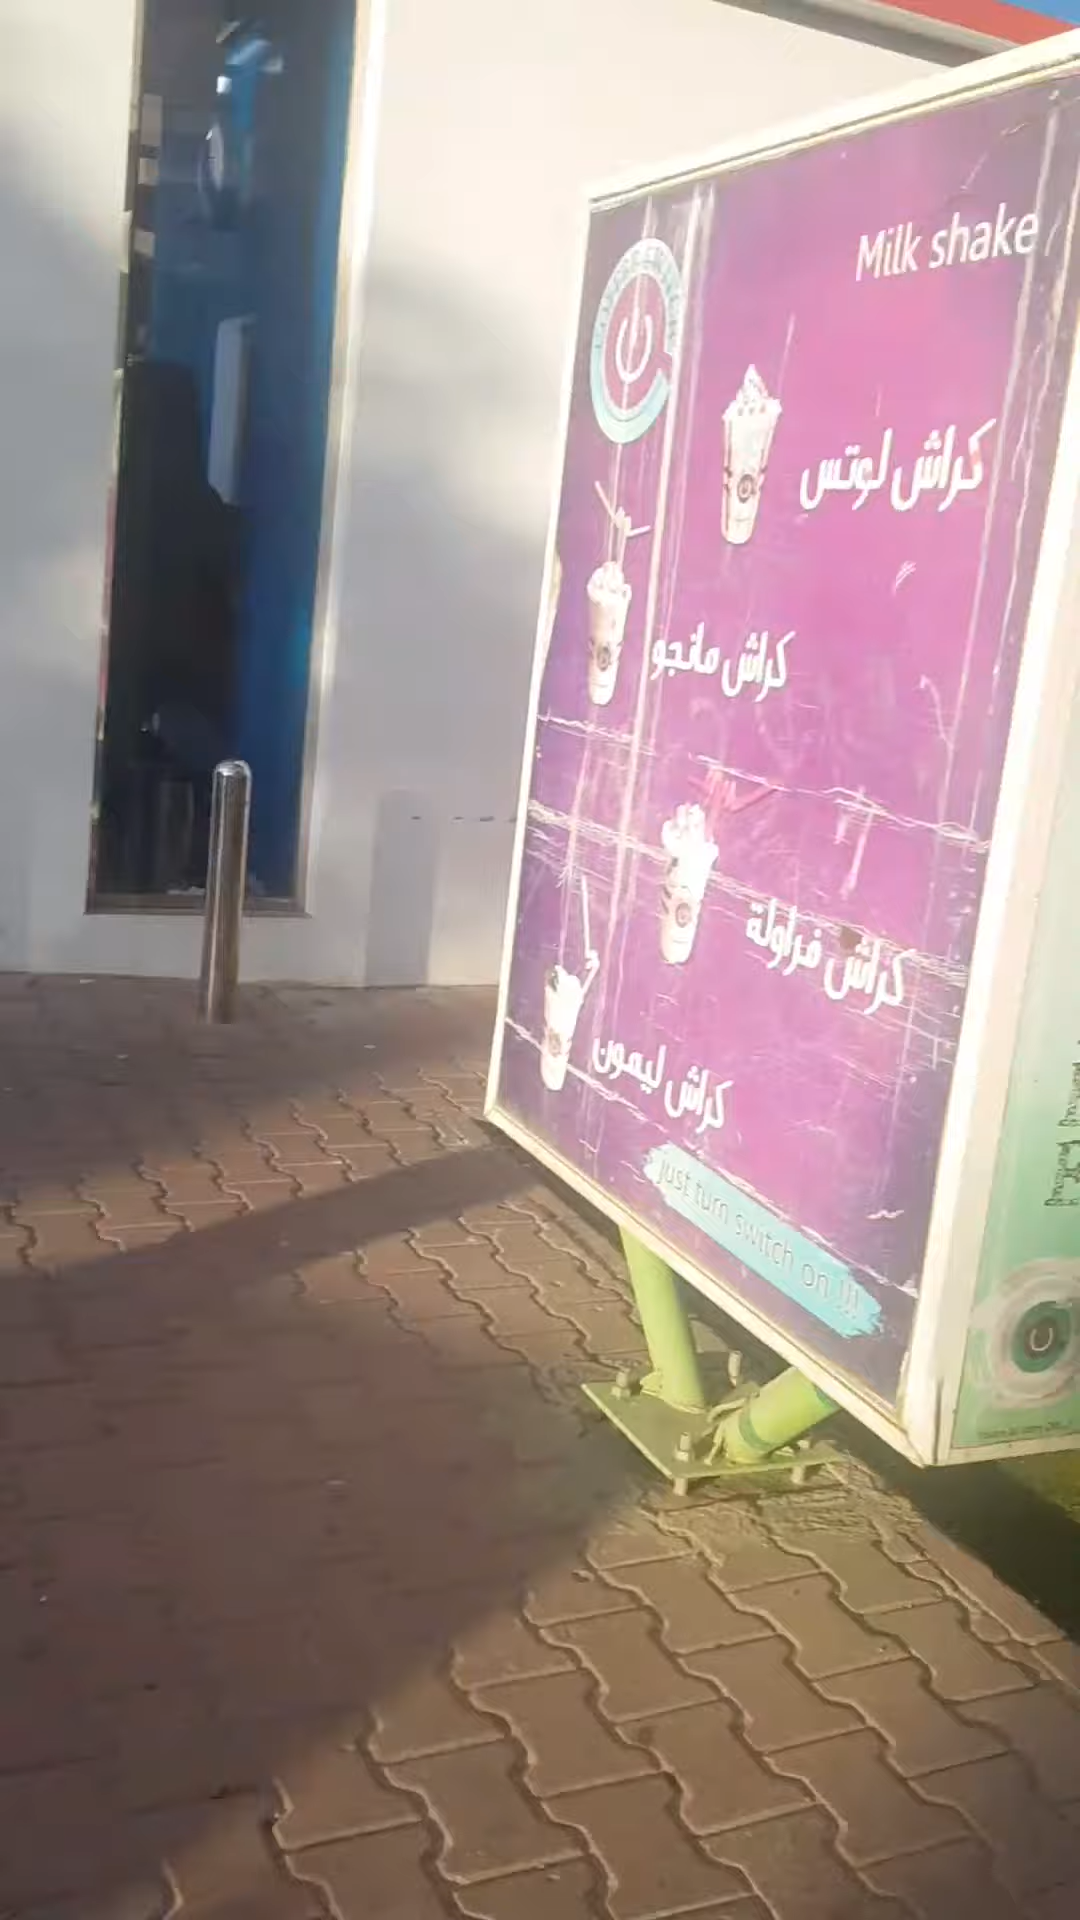 Milk shake
كراش لوتس
كراش مانجو
كراش فراولة
كراش ليمون
just turn switch on !!!